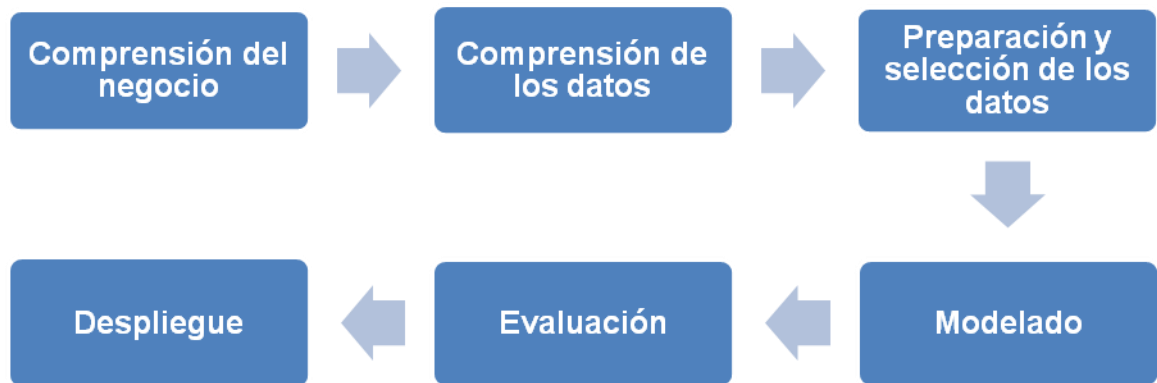 Comprensión del
negocio
Comprensión de
los datos
Preparación y
selección de los
datos
Modelado
Evaluación
Despliegue